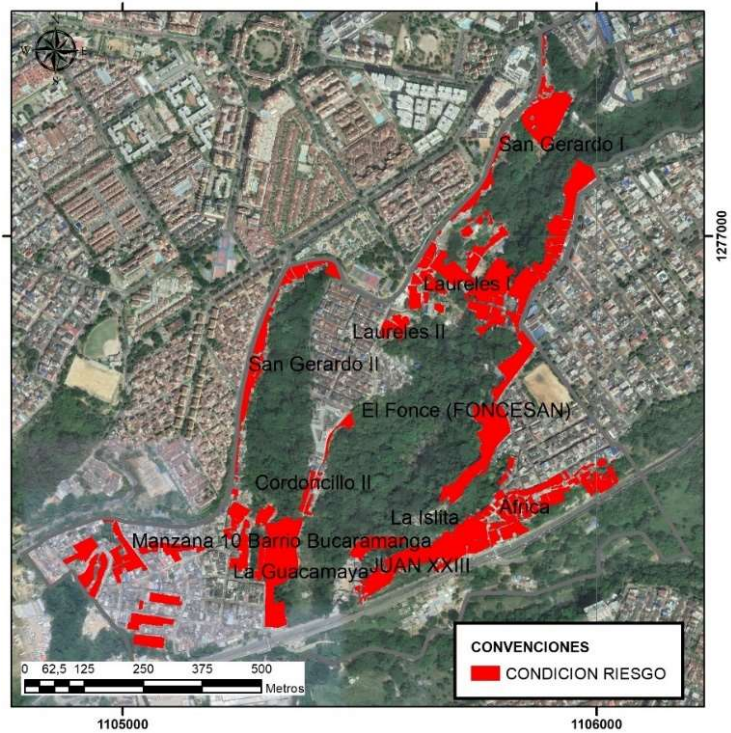 N
W E
S
San Gerardo I
1277000
Laureles I
Laureles II
San Gerardo II
El Fonce (FONCESAN)
Cordoncillo II
La Islita
Africa
Manzana 10 Barrio Bucaramanga
La Guacamaya
JUAN XXIII
CONVENCIONES
CONDICION RIESGO
0 62,5 125 250 375 500
Metros
1105000
1106000